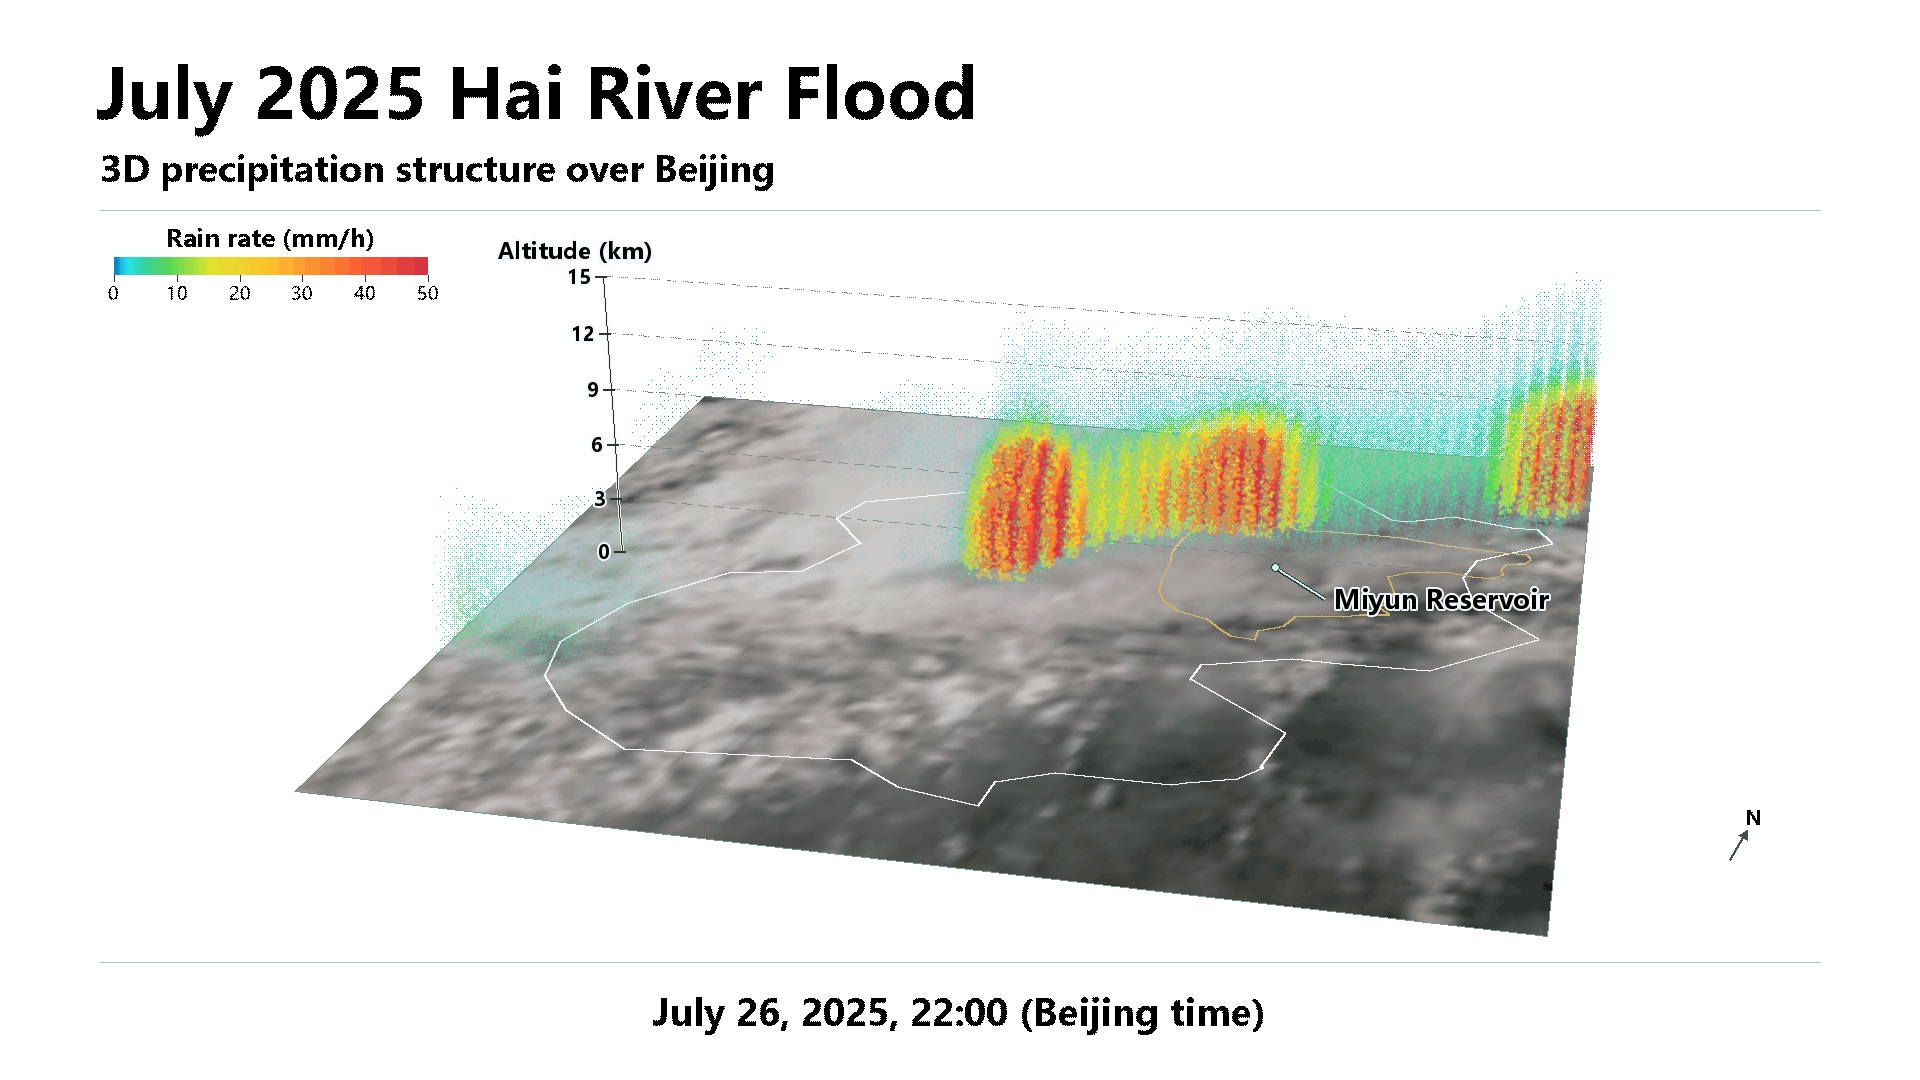 July 2025 Hai River Flood
3D precipitation structure over Beijing
Rain rate (mm/h)
0 10 20 30 40 50
Altitude (km)
15
12
9
6
3
0
Miyun Reservoir
N
July 26, 2025, 22:00 (Beijing time)